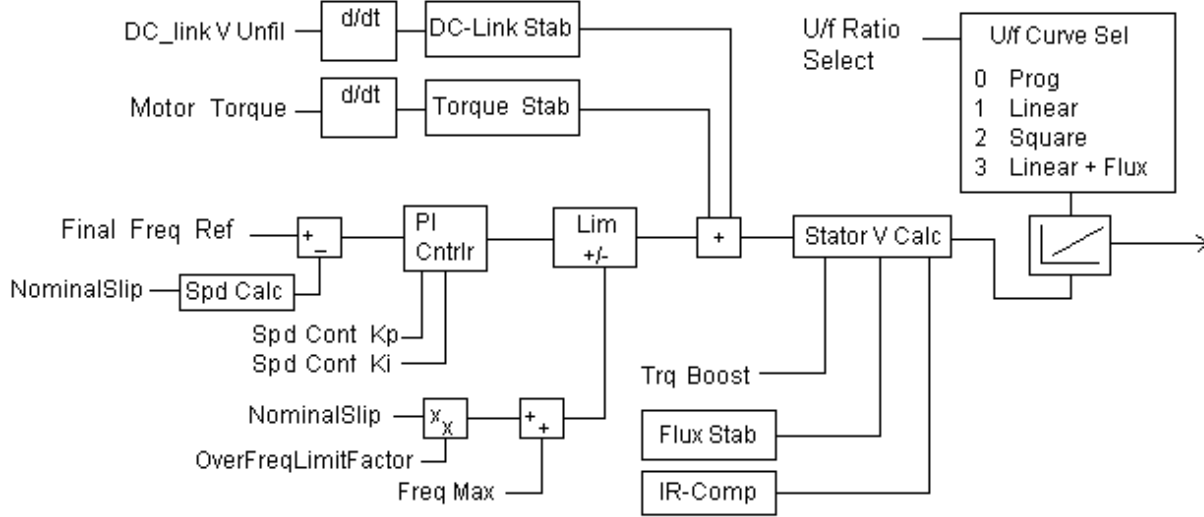 DC_link V Unfil
d/dt
DC-Link Stab
U/f Ratio
Select
U/f Curve Sel
0 Prog
1 Linear
2 Square
3 Linear + Flux
Motor Torque
d/dt
Torque Stab
Final Freq Ref
+
_
PI
Cntrlr
Lim
+/-
+
Stator V Calc
NominalSlip
Spd Calc
Spd Cont Kp
Spd Cont Ki
Trq Boost
NominalSlip
x
x
+
+
Flux Stab
OverFreqLimitFactor
Freq Max
IR-Comp